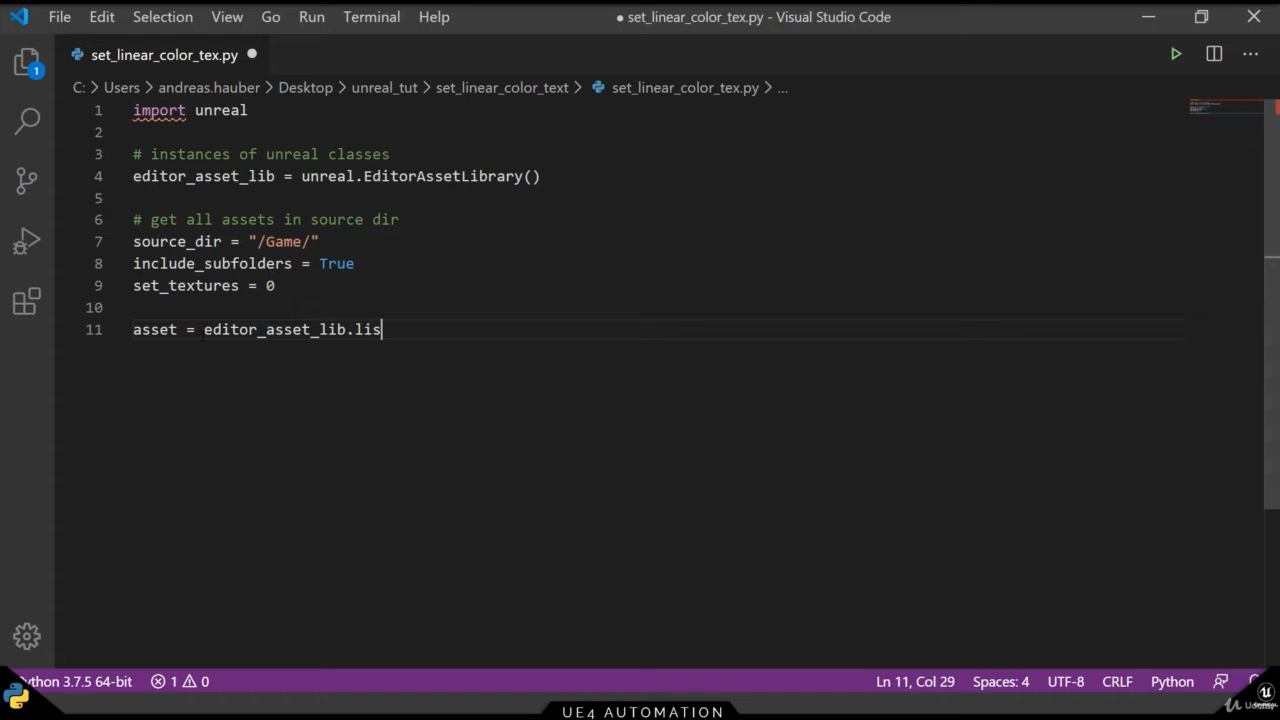 File Edit Selection View Go Run Terminal Help ● set_linear_color_tex.py - Visual Studio Code
set_linear_color_tex.py
C: > Users > andreas.hauber > Desktop > unreal_tut > set_linear_color_text > set_linear_color_tex.py > ...
1 import unreal
2
3 # instances of unreal classes
4 editor_asset_lib = unreal.EditorAssetLibrary()
5
6 # get all assets in source dir
7 source_dir = "/Game/"
8 include_subfolders = True
9 set_textures = 0
10
11 asset = editor_asset_lib.lis
1
ython 3.7.5 64-bit 1 0 Ln 11, Col 29 Spaces: 4 UTF-8 CRLF Python
UE4 AUTOMATION